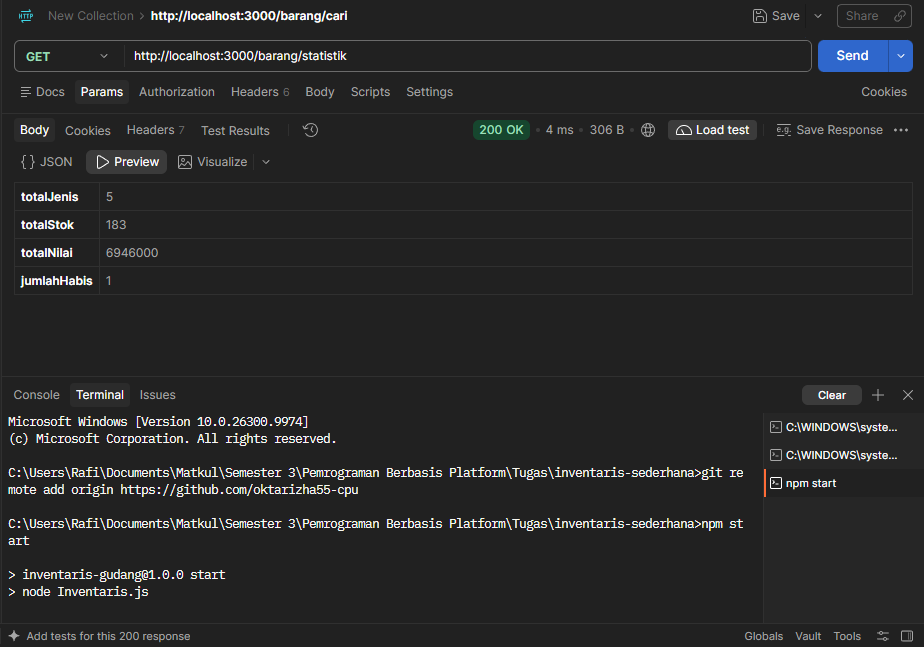 HTTP New Collection > http://localhost:3000/barang/cari Save Share
GET http://localhost:3000/barang/statistik Send
Docs Params Authorization Headers 6 Body Scripts Settings Cookies
Body Cookies Headers 7 Test Results 200 OK • 4 ms • 306 B • Load test e.g. Save Response
{} JSON Preview Visualize
totalJenis 5
totalStok 183
totalNilai 6946000
jumlahHabis 1
Console Terminal Issues Clear
Microsoft Windows [Version 10.0.26300.9974]
(c) Microsoft Corporation. All rights reserved.
C:\Users\Rafi\Documents\Matkul\Semester 3\Pemrograman Berbasis Platform\Tugas\inventaris-sederhana>git re
mote add origin https://github.com/oktarizha55-cpu
C:\Users\Rafi\Documents\Matkul\Semester 3\Pemrograman Berbasis Platform\Tugas\inventaris-sederhana>npm st
art
> inventaris-gudang@1.0.0 start
> node Inventaris.js
C:\WINDOWS\syste...
C:\WINDOWS\syste...
npm start
Add tests for this 200 response Globals Vault Tools